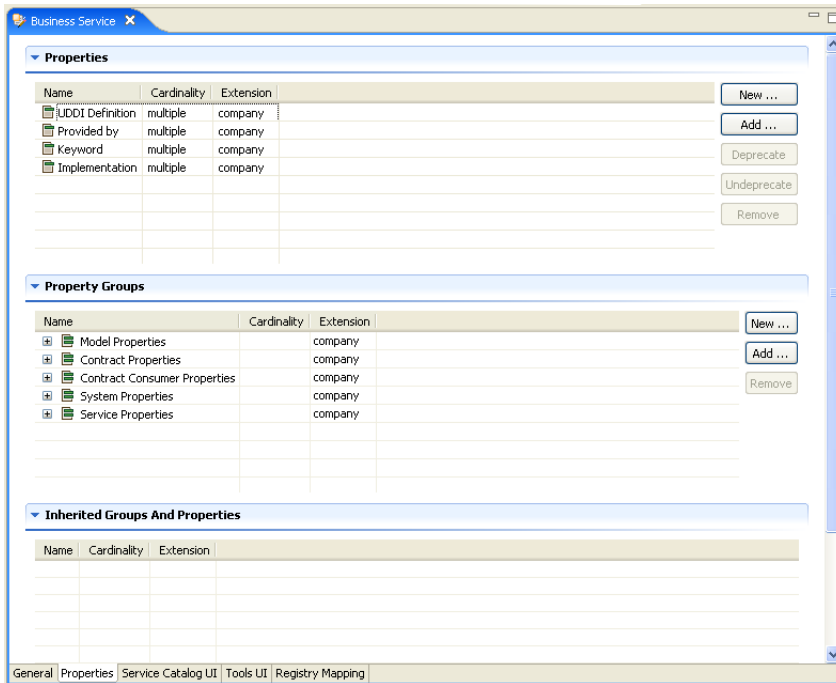 Business Service
Properties
Name Cardinality Extension
UDDI Definition multiple company
Provided by multiple company
Keyword multiple company
Implementation multiple company
New ...
Add ...
Deprecate
Undeprecate
Remove
Property Groups
Name Cardinality Extension
Model Properties company
Contract Properties company
Contract Consumer Properties company
System Properties company
Service Properties company
New ...
Add ...
Remove
Inherited Groups And Properties
Name Cardinality Extension
General Properties Service Catalog UI Tools UI Registry Mapping